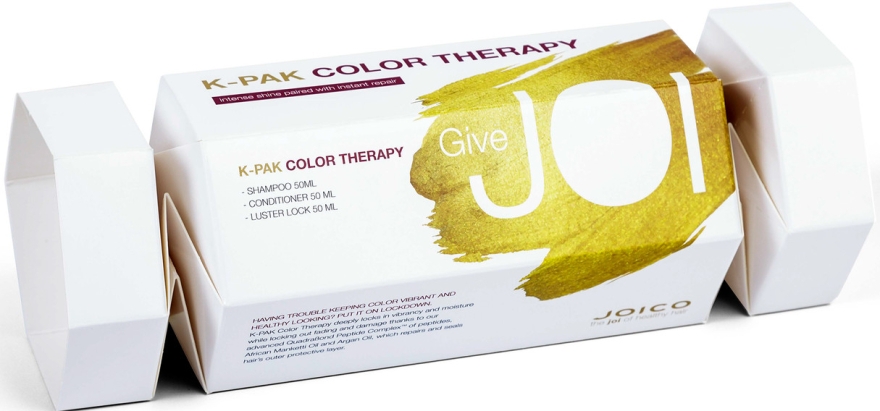 K-PAK COLOR THERAPY
intense shine paired with instant repair
Give JOI
K-PAK COLOR THERAPY
- SHAMPOO 50ML
- CONDITIONER 50 ML
- LUSTER LOCK 50 ML
HAVING TROUBLE KEEPING COLOR VIBRANT AND
HEALTHY LOOKING? PUT IT ON LOCKDOWN.
K-PAK Color Therapy deeply locks in vibrancy and moisture
while locking out fading and damage thanks to our
advanced QuadraBond Peptide Complex™ of peptides,
African Manketti Oil and Argan Oil, which repairs and seals
hair's outer protective layer.
JOICO
the joi of healthy hair